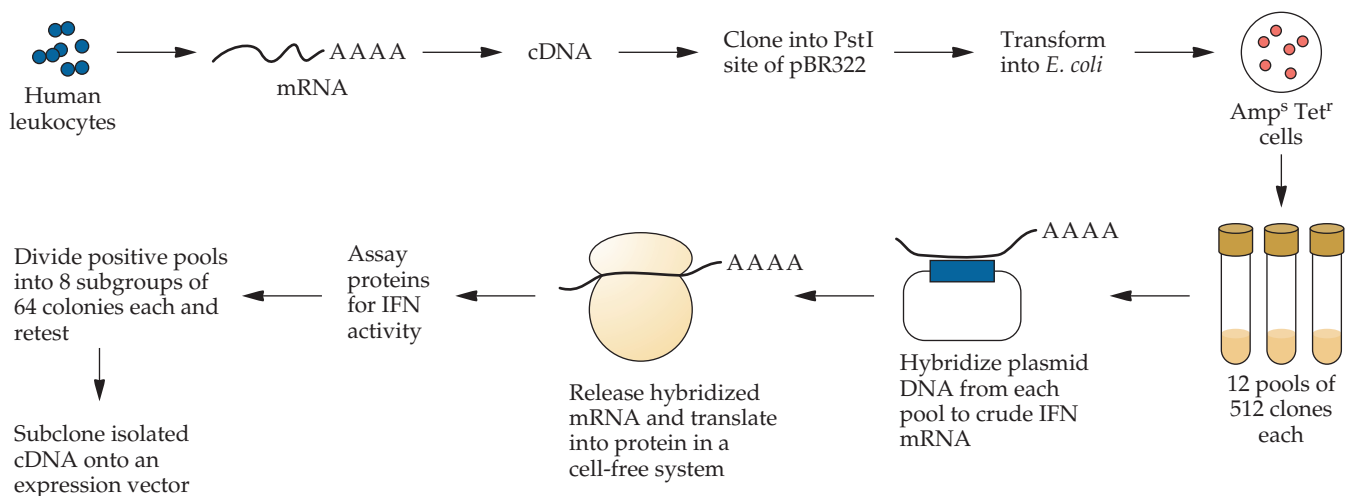 Human
leukocytes
AAAA
mRNA
cDNA
Clone into PstI
site of pBR322
Transform
into E. coli
Ampˢ Tetʳ
cells
12 pools of
512 clones
each
AAAA
Hybridize plasmid
DNA from each
pool to crude IFN
mRNA
AAAA
Release hybridized
mRNA and translate
into protein in a
cell-free system
Assay
proteins
for IFN
activity
Divide positive pools
into 8 subgroups of
64 colonies each and
retest
Subclone isolated
cDNA onto an
expression vector